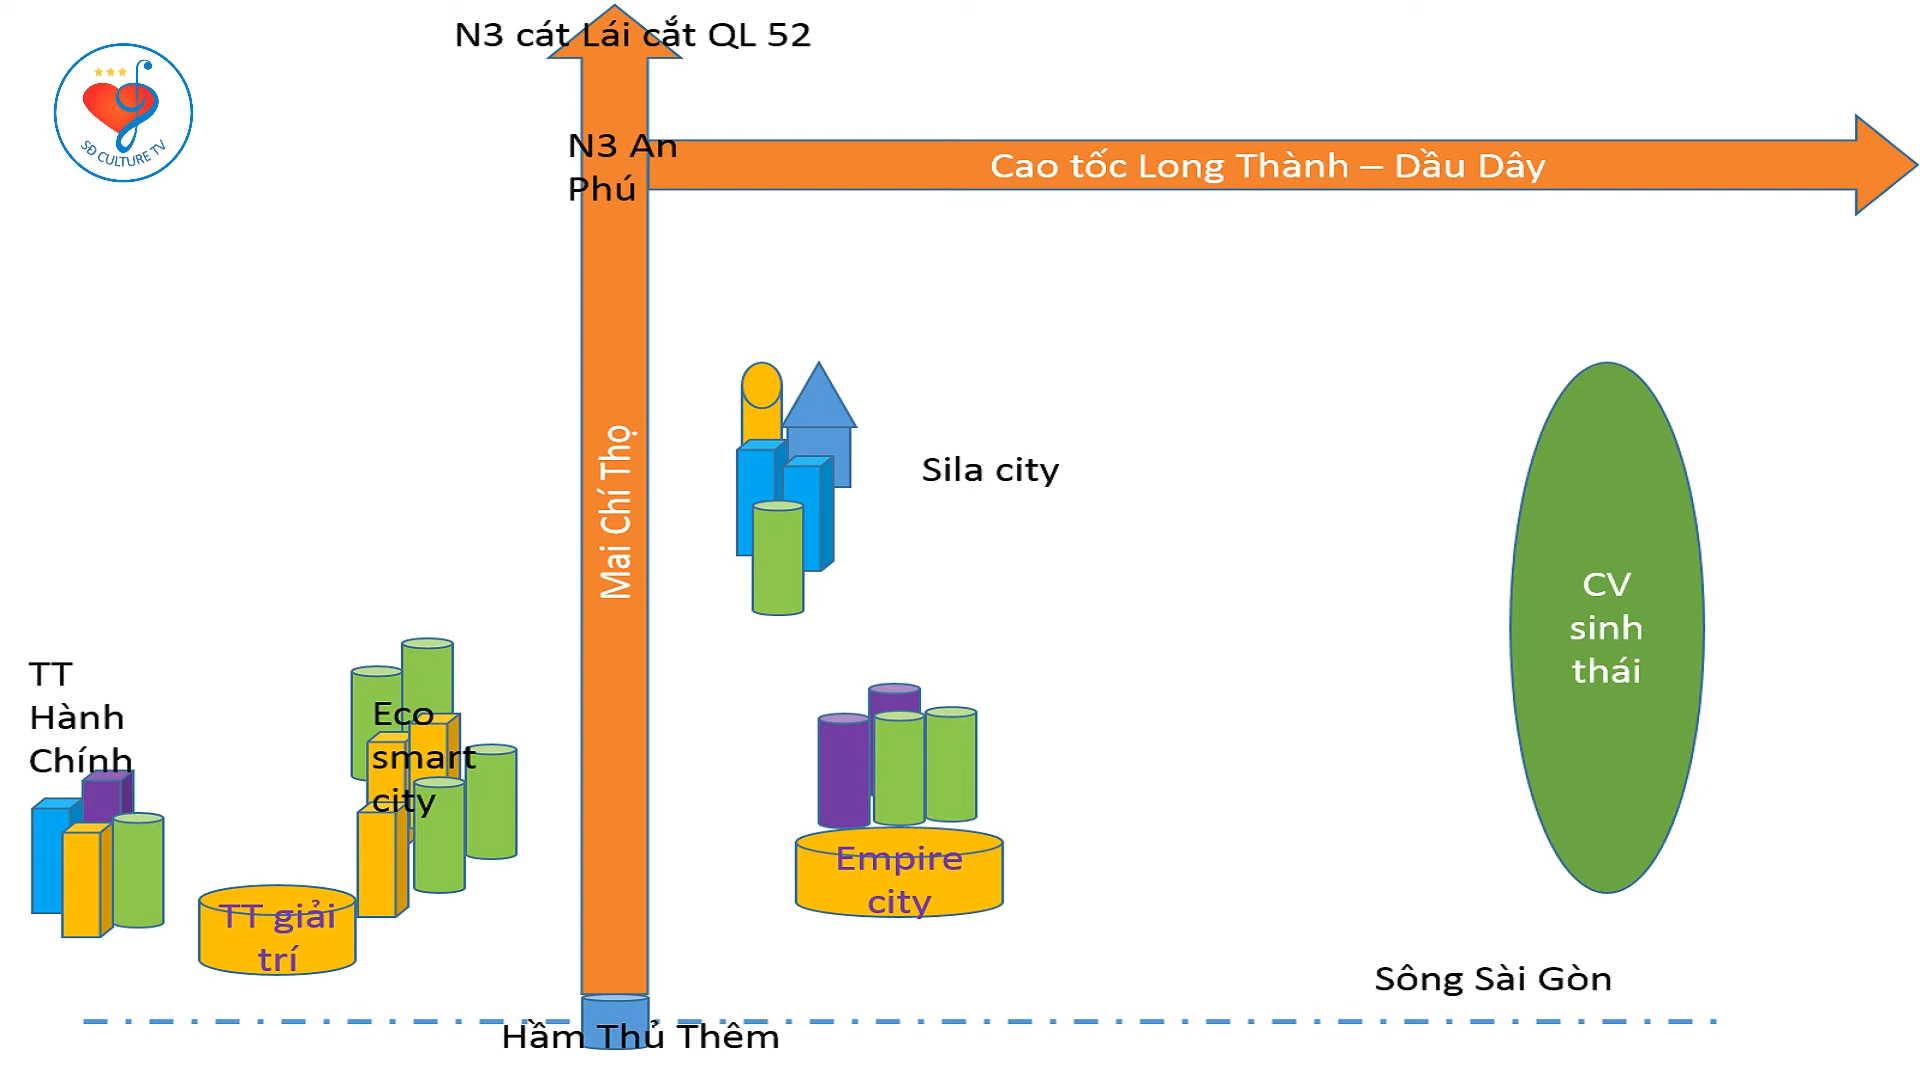 N3 cát Lái cắt QL 52
SĐ CULTURE TV
N3 An
Phú
Cao tốc Long Thành – Dầu Dây
Mai Chí Thọ
Sila city
CV
sinh
thái
TT
Hành
Chính
Eco
smart
city
Empire
city
TT giải
trí
Sông Sài Gòn
Hầm Thủ Thêm